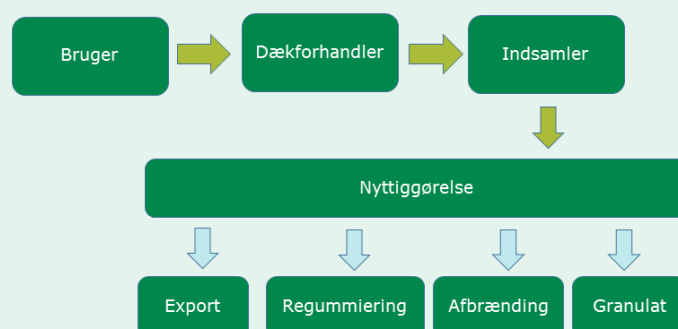 Bruger
Dækforhandler
Indsamler
Nyttiggørelse
Export
Regummiering
Afbrænding
Granulat